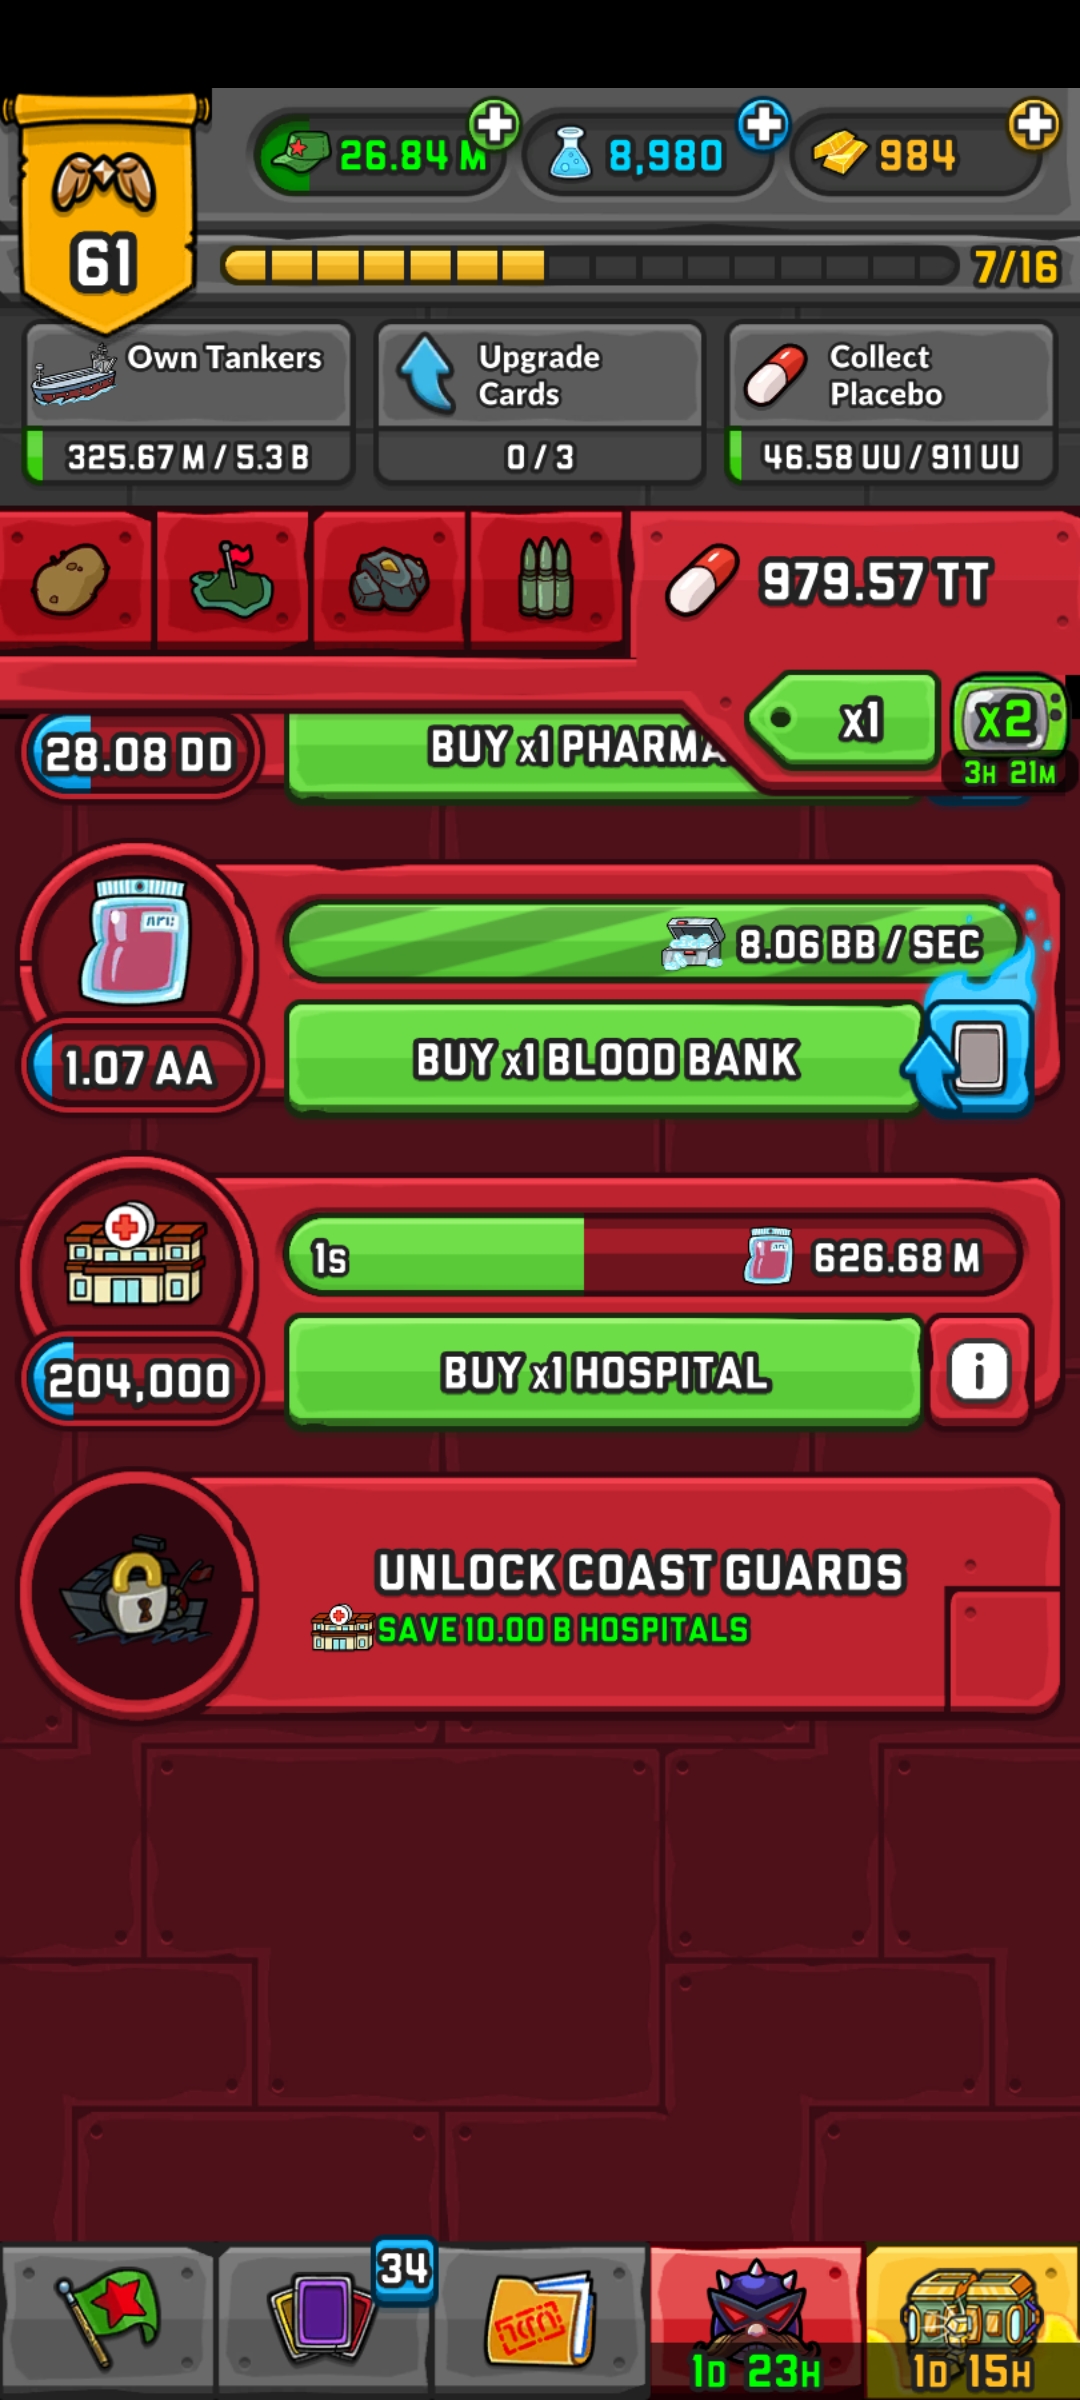 26.84 M
8,980
984
61
7/16
Own Tankers
325.67 M / 5.3 B
Upgrade
Cards
0 / 3
Collect
Placebo
46.58 UU / 911 UU
979.57 TT
x1
x2
3H 21M
28.08 DD
BUY x1 PHARMA
8.06 BB / SEC
1.07 AA
BUY x1 BLOOD BANK
1s
626.68 M
204,000
BUY x1 HOSPITAL
i
UNLOCK COAST GUARDS
SAVE 10.00 B HOSPITALS
34
1D 23H
1D 15H